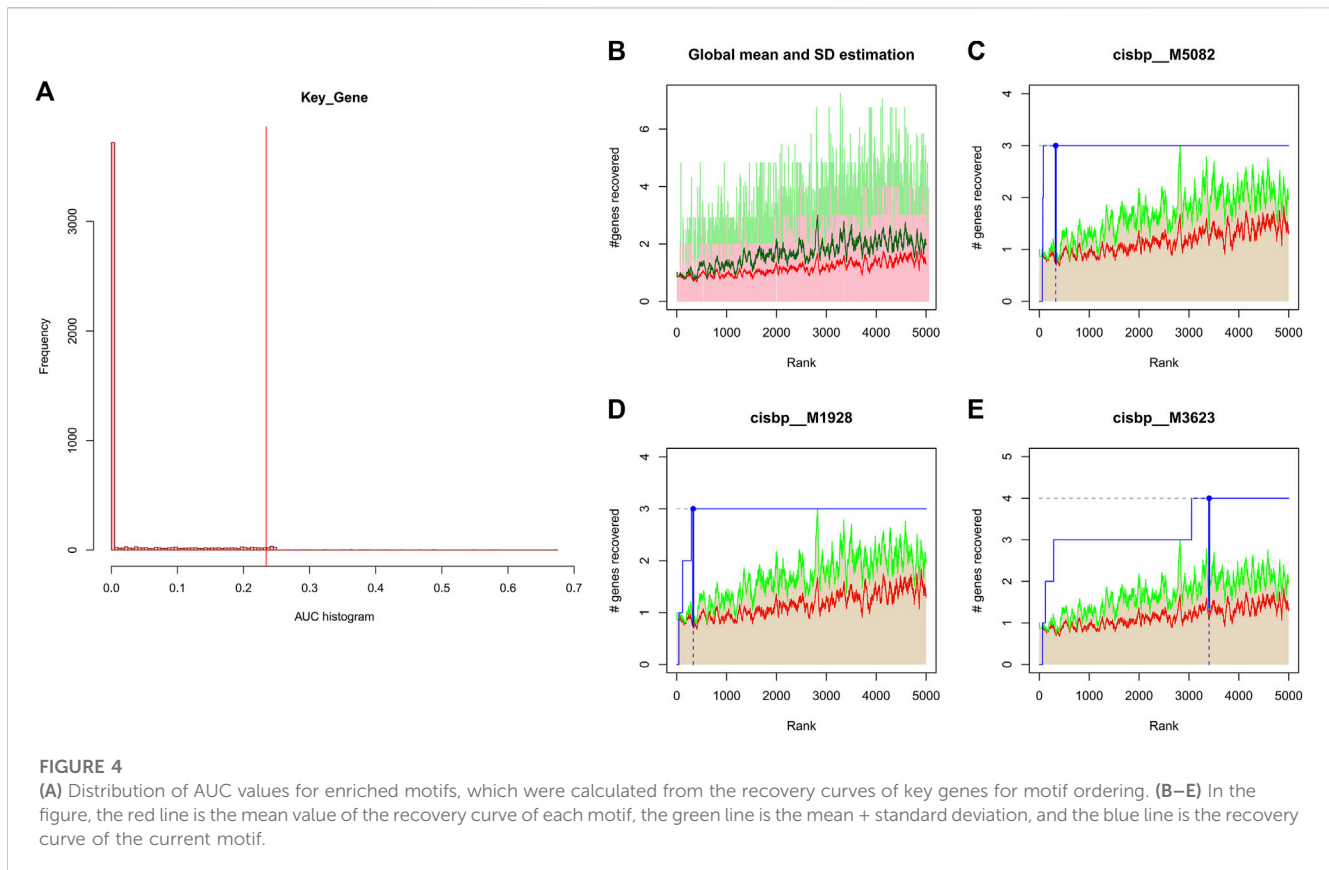 A
Key_Gene
Frequency
3000
2000
1000
0
0.0 0.1 0.2 0.3 0.4 0.5 0.6 0.7
AUC histogram
B
Global mean and SD estimation
#genes recovered
6
4
2
0
0 1000 2000 3000 4000 5000
Rank
C
cisbp__M5082
# genes recovered
4
3
2
1
0
0 1000 2000 3000 4000 5000
Rank
D
cisbp__M1928
# genes recovered
4
3
2
1
0
0 1000 2000 3000 4000 5000
Rank
E
cisbp__M3623
# genes recovered
5
4
3
2
1
0
0 1000 2000 3000 4000 5000
Rank
FIGURE 4
(A) Distribution of AUC values for enriched motifs, which were calculated from the recovery curves of key genes for motif ordering. (B–E) In the
figure, the red line is the mean value of the recovery curve of each motif, the green line is the mean + standard deviation, and the blue line is the recovery
curve of the current motif.